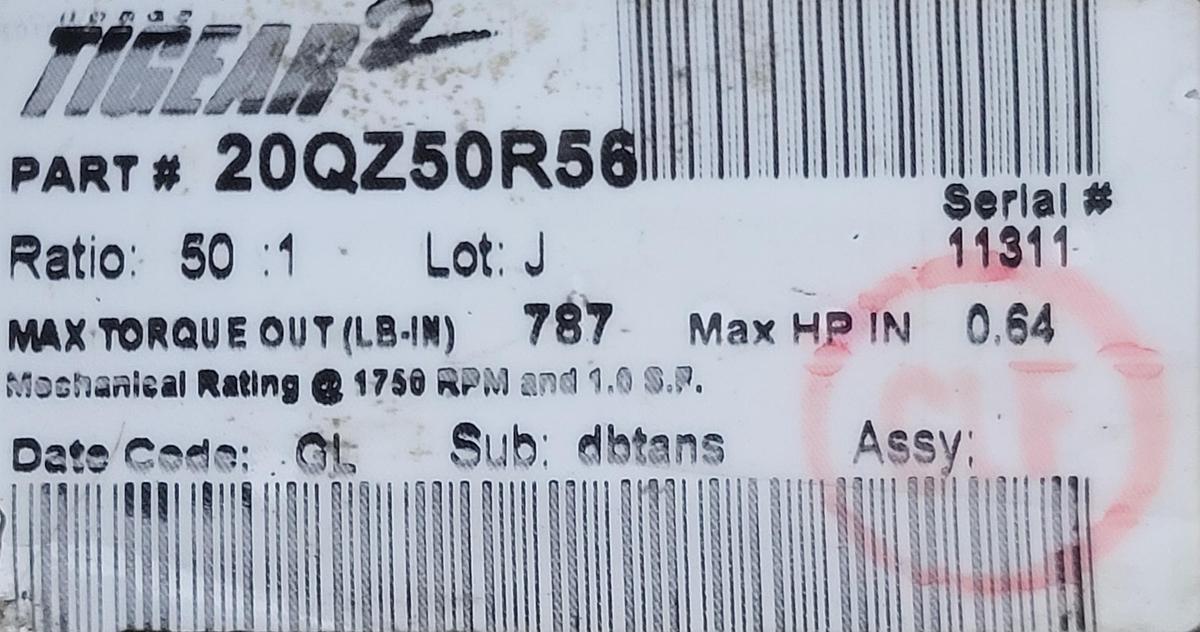 TIGEAR 2
PART # 20QZ50R56
Serial #
Ratio: 50 :1 Lot: J 11311
MAX TORQUE OUT (LB-IN) 787 Max HP IN 0.64
Mechanical Rating @ 1750 RPM and 1.0 S.F.
Date Code: GL Sub: dbtans Assy: